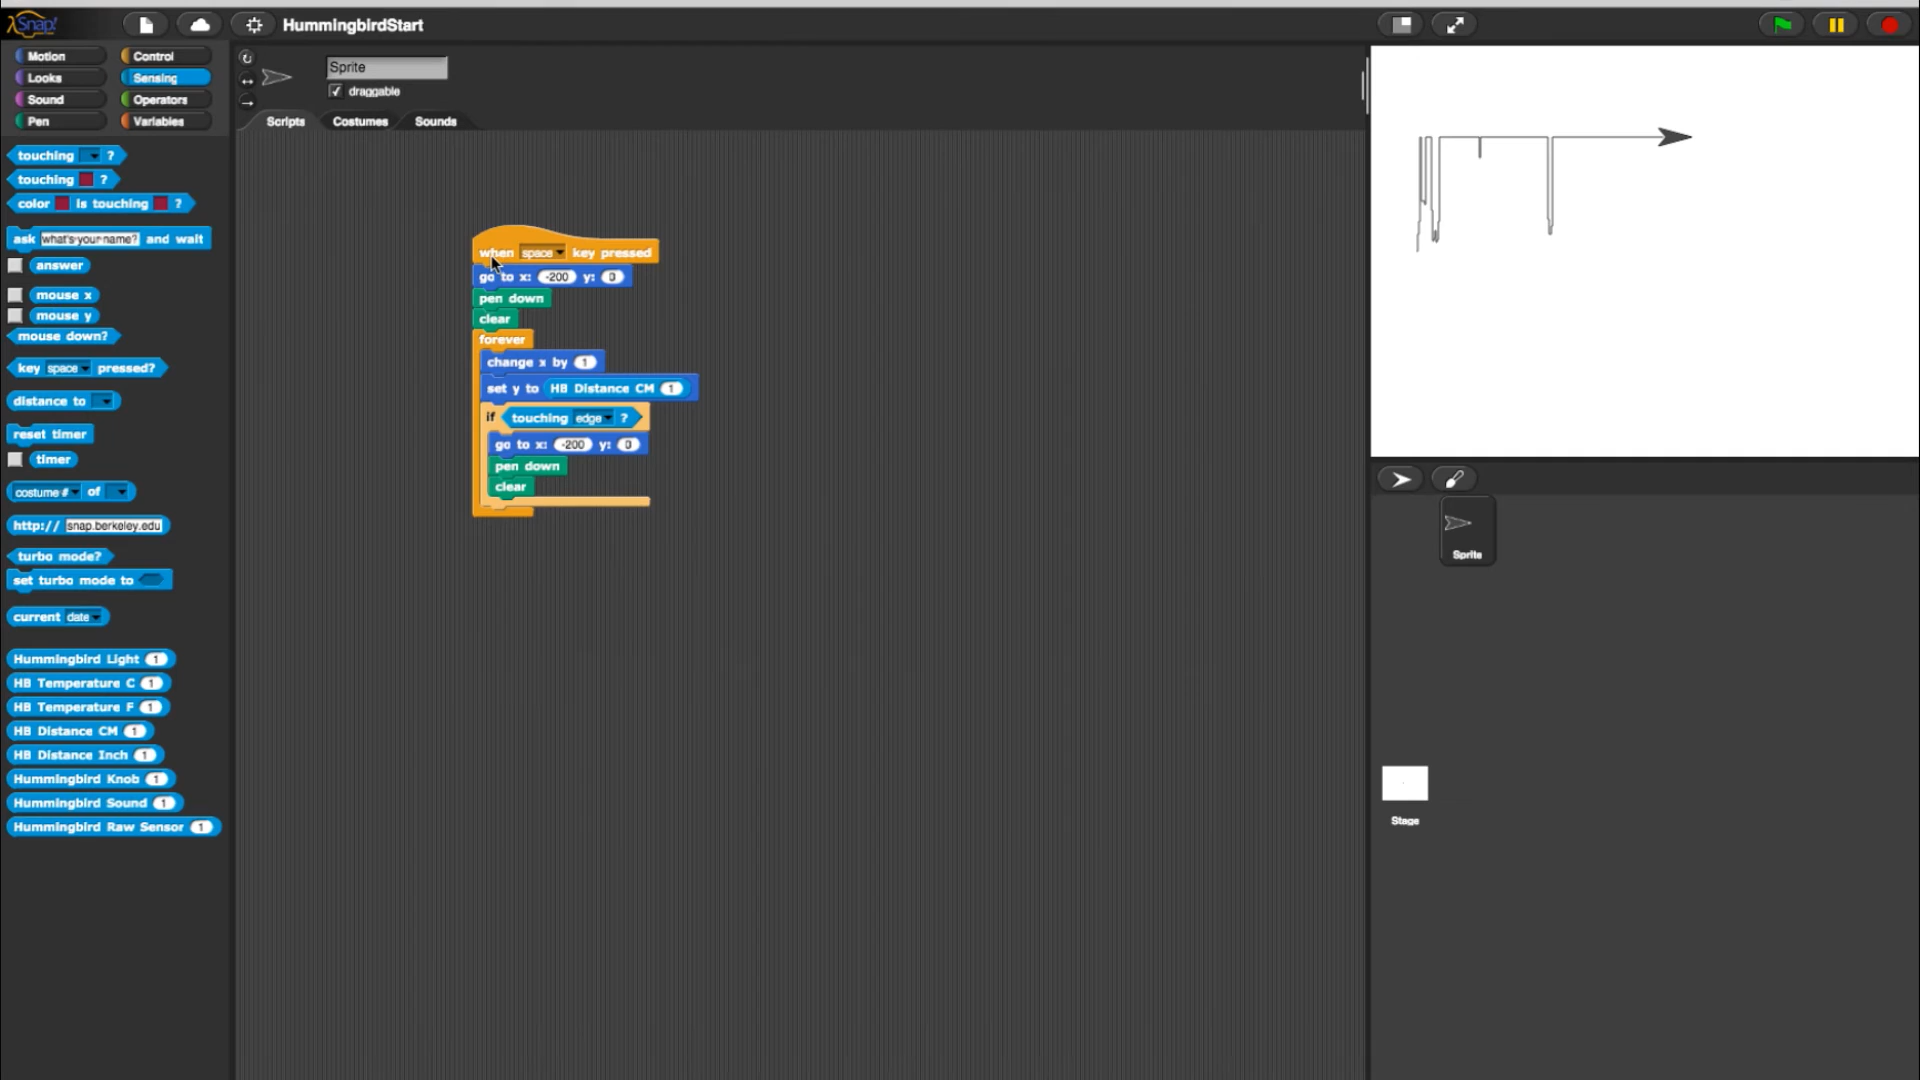 Snap!
HummingbirdStart
Motion
Control
Looks
Sensing
Sound
Operators
Pen
Variables
Sprite
draggable
Scripts
Costumes
Sounds
touching ?
touching ?
color is touching ?
ask what's your name? and wait
answer
mouse x
mouse y
mouse down?
key space pressed?
distance to
reset timer
timer
costume # of
http:// snap.berkeley.edu
turbo mode?
set turbo mode to
current date
Hummingbird Light 1
HB Temperature C 1
HB Temperature F 1
HB Distance CM 1
HB Distance Inch 1
Hummingbird Knob 1
Hummingbird Sound 1
Hummingbird Raw Sensor 1
when space key pressed
go to x: -200 y: 0
pen down
clear
forever
change x by 1
set y to HB Distance CM 1
if touching edge ?
go to x: -200 y: 0
pen down
clear
Sprite
Stage